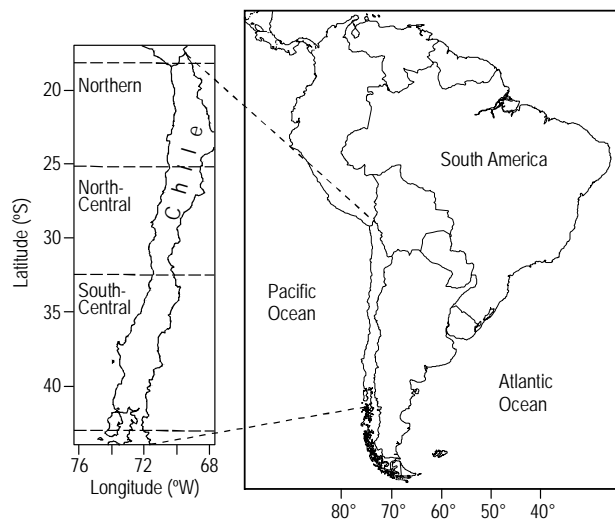 20
25
30
35
40
Latitude (ºS)
Northern
North-
Central
South-
Central
Chile
76
72
68
Longitude (ºW)
South America
Pacific
Ocean
Atlantic
Ocean
80°
70°
60°
50°
40°